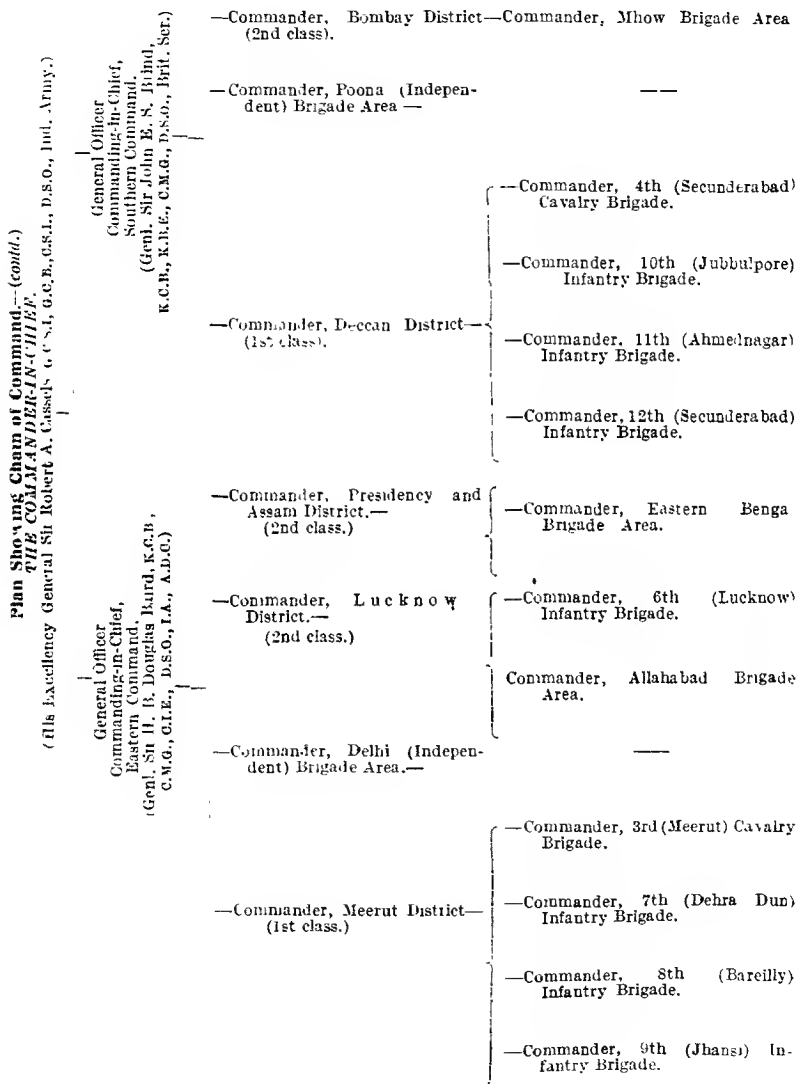 Plan Showing Chain of Command.—(contd.)
THE COMMANDER-IN-CHIEF.
(His Excellency General Sir Robert A. Cassels G.C.S.I., G.C.B., C.S.I., D.S.O., Ind. Army.)
General Officer
Commanding-in-Chief,
Southern Command.
(Genl. Sir John E. S. Brind,
K.C.B., K.B.E., C.M.G., D.S.O., Brit. Ser.)
—Commander, Bombay District—Commander, Mhow Brigade Area
(2nd class).
—Commander, Poona (Indepen-
dent) Brigade Area — ——
—Commander, Deccan District—
(1st class).
—Commander, 4th (Secunderabad)
Cavalry Brigade.
—Commander, 10th (Jubbulpore)
Infantry Brigade.
—Commander, 11th (Ahmednagar)
Infantry Brigade.
—Commander, 12th (Secunderabad)
Infantry Brigade.
General Officer
Commanding-in-Chief,
Eastern Command.
(Genl. Sir H. B. Douglas Baird, K.C.B.,
C.M.G., C.I.E., D.S.O., I.A., A.D.C.)
—Commander, Presidency and
Assam District.—
(2nd class.)
—Commander, Eastern Benga
Brigade Area.
—Commander, Lucknow
District.—
(2nd class.)
—Commander, 6th (Lucknow)
Infantry Brigade.
Commander, Allahabad Brigade
Area.
—Commander, Delhi (Indepen-
dent) Brigade Area.— ——
—Commander, Meerut District—
(1st class.)
—Commander, 3rd (Meerut) Cavalry
Brigade.
—Commander, 7th (Dehra Dun)
Infantry Brigade.
—Commander, 8th (Bareilly)
Infantry Brigade.
—Commander, 9th (Jhansi) In-
fantry Brigade.